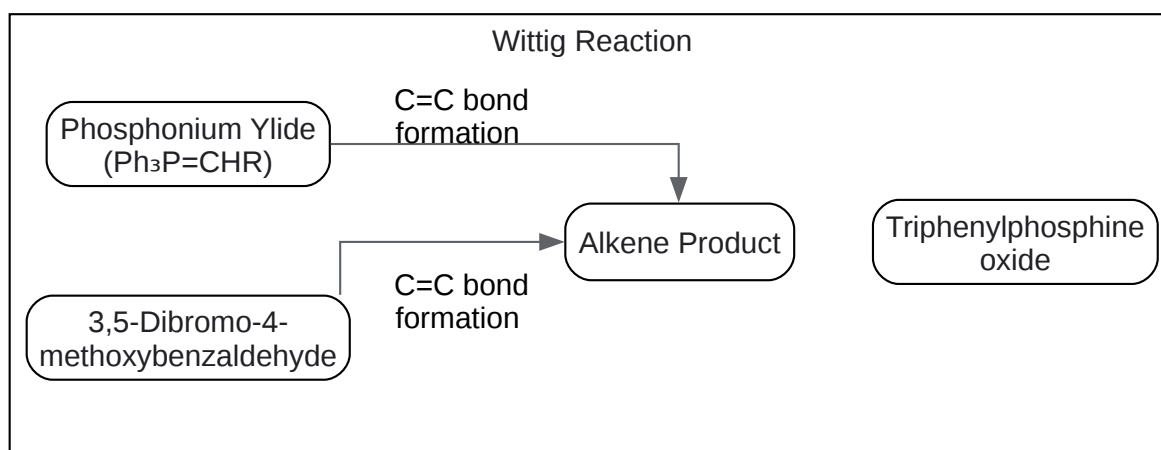 Wittig Reaction
C=C bond
formation
Phosphonium Ylide
(Ph₃P=CHR)
Alkene Product
Triphenylphosphine
oxide
C=C bond
formation
3,5-Dibromo-4-
methoxybenzaldehyde